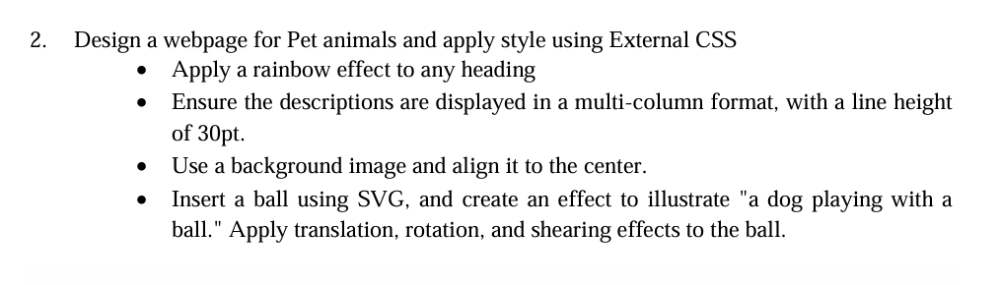 2. Design a webpage for Pet animals and apply style using External CSS
• Apply a rainbow effect to any heading
• Ensure the descriptions are displayed in a multi-column format, with a line height
of 30pt.
• Use a background image and align it to the center.
• Insert a ball using SVG, and create an effect to illustrate "a dog playing with a
ball." Apply translation, rotation, and shearing effects to the ball.